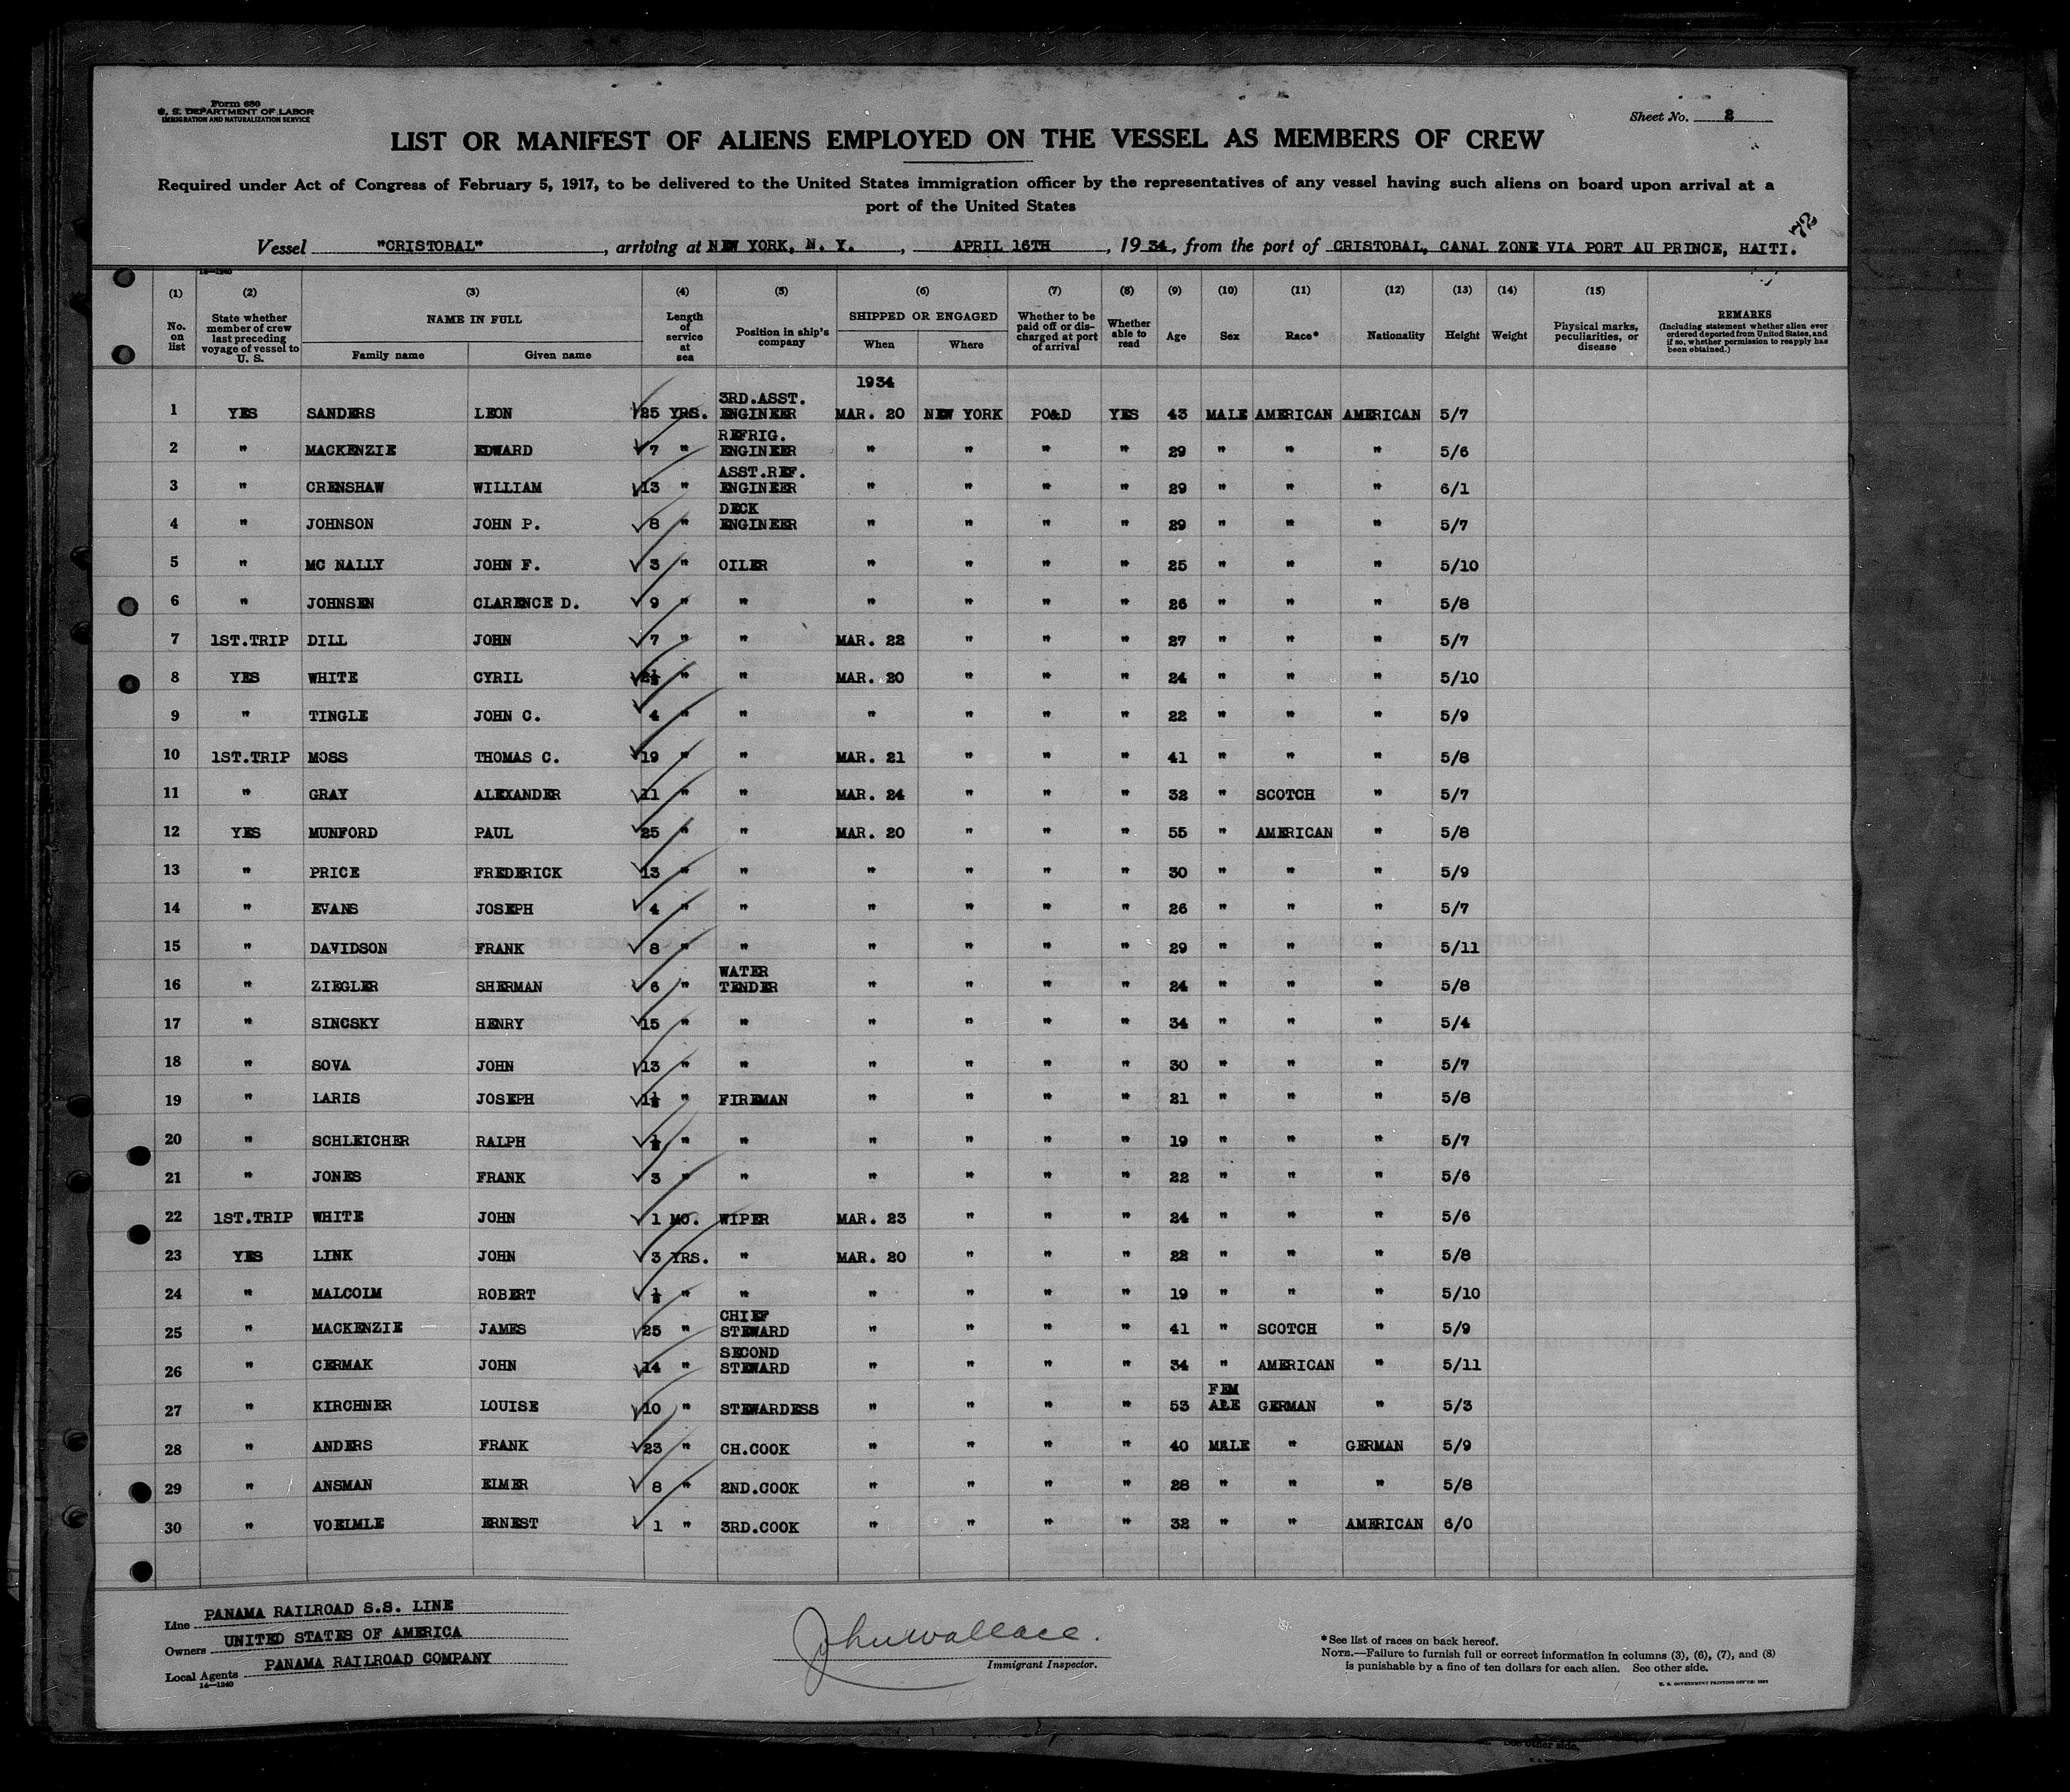 Form 680
U. S. DEPARTMENT OF LABOR
IMMIGRATION AND NATURALIZATION SERVICE
Sheet No. 2
LIST OR MANIFEST OF ALIENS EMPLOYED ON THE VESSEL AS MEMBERS OF CREW
Required under Act of Congress of February 5, 1917, to be delivered to the United States immigration officer by the representatives of any vessel having such aliens on board upon arrival at a
port of the United States
Vessel "CRISTOBAL", arriving at NEW YORK, N. Y., APRIL 16TH, 1934, from the port of CRISTOBAL, CANAL ZONE VIA PORT AU PRINCE, HAITI.
14—1240
(1) (2) (3) (4) (5) (6) (7) (8) (9) (10) (11) (12) (13) (14) (15)
No. on list
State whether member of crew last preceding voyage of vessel to U. S.
NAME IN FULL
Family name Given name
Length of service at sea
Position in ship's company
SHIPPED OR ENGAGED
When Where
Whether to be paid off or discharged at port of arrival
Whether able to read
Age
Sex
Race*
Nationality
Height
Weight
Physical marks, peculiarities, or disease
REMARKS
(Including statement whether alien ever ordered deported from United States, and if so, whether permission to reapply has been obtained.)
1934
1 YES SANDERS LEON 25 YRS. 3RD.ASST. ENGINEER MAR. 20 NEW YORK PO&D YES 43 MALE AMERICAN AMERICAN 5/7
2 " MACKENZIE EDWARD 7 " REFRIG. ENGINEER " " " " 29 " " " 5/6
3 " CRENSHAW WILLIAM 13 " ASST.REF. ENGINEER " " " " 29 " " " 6/1
4 " JOHNSON JOHN P. 8 " DECK ENGINEER " " " " 29 " " " 5/7
5 " MC NALLY JOHN F. 3 " OILER " " " " 25 " " " 5/10
6 " JOHNSEN CLARENCE D. 9 " " " " " " 26 " " " 5/8
7 1ST.TRIP DILL JOHN 7 " " MAR. 22 " " " 27 " " " 5/7
8 YES WHITE CYRIL 2½ " " MAR. 20 " " " 24 " " " 5/10
9 " TINGLE JOHN C. 4 " " " " " " 22 " " " 5/9
10 1ST.TRIP MOSS THOMAS C. 19 " " MAR. 21 " " " 41 " " " 5/8
11 " GRAY ALEXANDER 11 " " MAR. 24 " " " 32 " SCOTCH " 5/7
12 YES MUNFORD PAUL 25 " " MAR. 20 " " " 55 " AMERICAN " 5/8
13 " PRICE FREDERICK 13 " " " " " " 30 " " " 5/9
14 " EVANS JOSEPH 4 " " " " " " 26 " " " 5/7
15 " DAVIDSON FRANK 8 " " " " " " 29 " " " 5/11
16 " ZIEGLER SHERMAN 6 " WATER TENDER " " " " 24 " " " 5/8
17 " SINCSKY HENRY 15 " " " " " " 34 " " " 5/4
18 " SOVA JOHN 13 " " " " " " 30 " " " 5/7
19 " LARIS JOSEPH 1½ " FIREMAN " " " " 21 " " " 5/8
20 " SCHLEICHER RALPH ½ " " " " " " 19 " " " 5/7
21 " JONES FRANK 3 " " " " " " 22 " " " 5/6
22 1ST.TRIP WHITE JOHN 1 MO. WIPER MAR. 23 " " " 24 " " " 5/6
23 YES LINK JOHN 3 YRS. " MAR. 20 " " " 22 " " " 5/8
24 " MALCOLM ROBERT ½ " " " " " " 19 " " " 5/10
25 " MACKENZIE JAMES 25 " CHIEF STEWARD " " " " 41 " SCOTCH " 5/9
26 " CERMAK JOHN 14 " SECOND STEWARD " " " " 34 " AMERICAN " 5/11
27 " KIRCHNER LOUISE 10 " STEWARDESS " " " " 53 FEM ALE GERMAN " 5/3
28 " ANDERS FRANK 23 " CH.COOK " " " " 40 MALE " GERMAN 5/9
29 " ANSMAN ELMER 8 " 2ND.COOK " " " " 28 " " " 5/8
30 " VOELMLE ERNEST 1 " 3RD.COOK " " " " 32 " " AMERICAN 6/0
Line PANAMA RAILROAD S.S. LINE
Owners UNITED STATES OF AMERICA
Local Agents PANAMA RAILROAD COMPANY
14—1240
John Wallace.
Immigrant Inspector.
*See list of races on back hereof.
NOTE.—Failure to furnish full or correct information in columns (3), (6), (7), and (8)
is punishable by a fine of ten dollars for each alien. See other side.
U. S. GOVERNMENT PRINTING OFFICE
See other side.